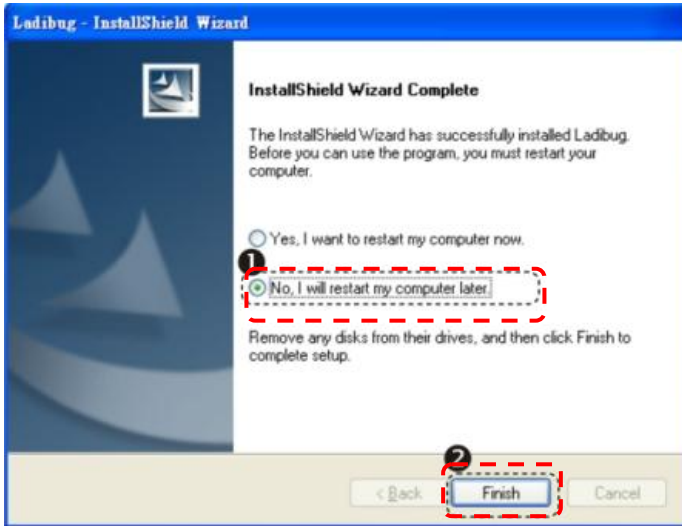 Ladibug - InstallShield Wizard
InstallShield Wizard Complete
The InstallShield Wizard has successfully installed Ladibug.
Before you can use the program, you must restart your
computer.
Yes, I want to restart my computer now.
1
No, I will restart my computer later.
Remove any disks from their drives, and then click Finish to
complete setup.
2
< Back Finish Cancel